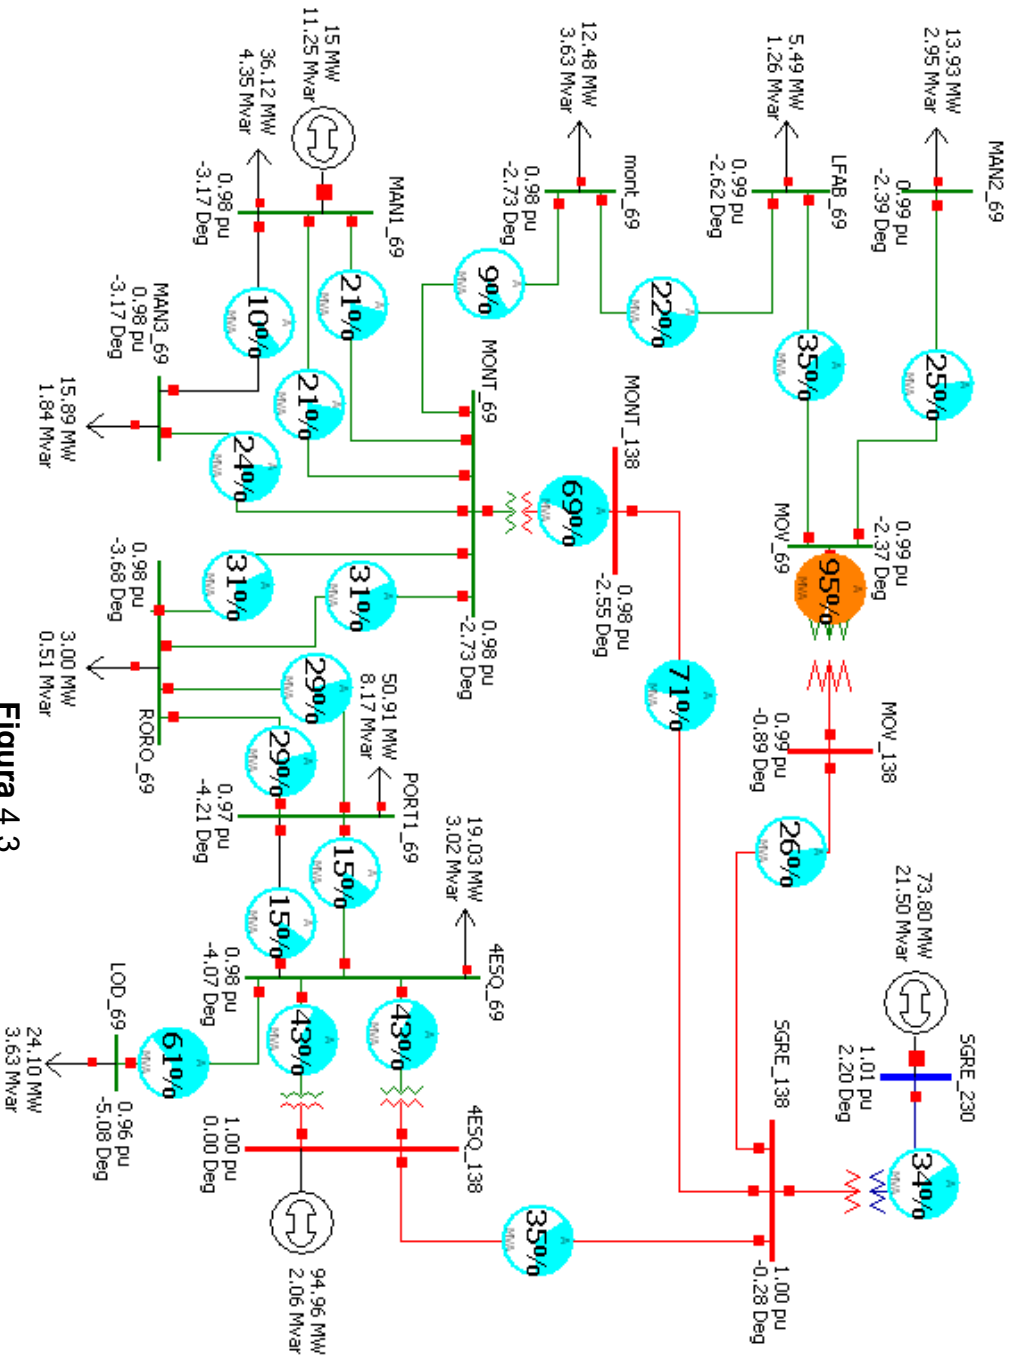 MAN2_69
13.93 MW
2.95 Mvar
0.99 pu
-2.39 Deg
25%
LFAB_69
5.49 MW
1.26 Mvar
0.99 pu
-2.62 Deg
35%
mont_69
12.48 MW
3.63 Mvar
0.98 pu
-2.73 Deg
22%
9%
15 MW
11.25 Mvar
36.12 MW
4.35 Mvar
MAN1_69
0.98 pu
-3.17 Deg
21%
21%
10%
MAN3_69
0.98 pu
-3.17 Deg
15.89 MW
1.84 Mvar
24%
MONT_69
0.98 pu
-2.73 Deg
MONT_138
0.98 pu
-2.55 Deg
69%
71%
MOV_69
0.99 pu
-2.37 Deg
95%
MOV_138
0.99 pu
-0.89 Deg
26%
31%
31%
0.98 pu
-3.68 Deg
3.00 MW
0.51 Mvar
RORO_69
29%
29%
50.91 MW
8.17 Mvar
PORT1_69
0.97 pu
-4.21 Deg
15%
15%
19.03 MW
3.02 Mvar
4ESQ_69
0.98 pu
-4.07 Deg
43%
43%
LOD_69
61%
0.96 pu
-5.08 Deg
24.10 MW
3.63 Mvar
4ESQ_138
1.00 pu
0.00 Deg
94.96 MW
2.06 Mvar
35%
73.80 MW
21.50 Mvar
SGRE_230
1.01 pu
2.20 Deg
34%
SGRE_138
1.00 pu
-0.28 Deg
Figura 4.3